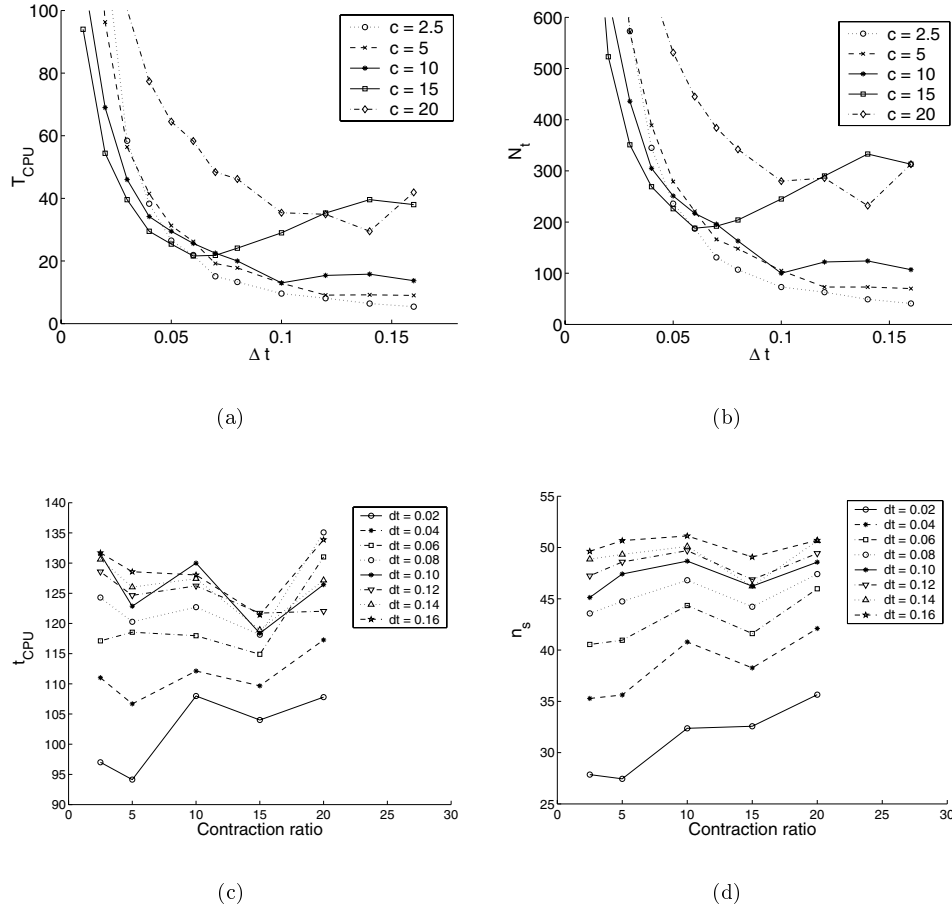 100
80
60
40
20
0
T_CPU
0
0.05
0.1
0.15
Δ t
c = 2.5
c = 5
c = 10
c = 15
c = 20
(a)
600
500
400
300
200
100
0
N_t
0
0.05
0.1
0.15
Δ t
c = 2.5
c = 5
c = 10
c = 15
c = 20
(b)
140
135
130
125
120
115
110
105
100
95
90
t_CPU
0
5
10
15
20
30
Contraction ratio
dt = 0.02
dt = 0.04
dt = 0.06
dt = 0.08
dt = 0.10
dt = 0.12
dt = 0.14
dt = 0.16
(c)
55
50
45
40
35
30
25
n_s
0
5
10
15
20
30
Contraction ratio
dt = 0.02
dt = 0.04
dt = 0.06
dt = 0.08
dt = 0.10
dt = 0.12
dt = 0.14
dt = 0.16
(d)